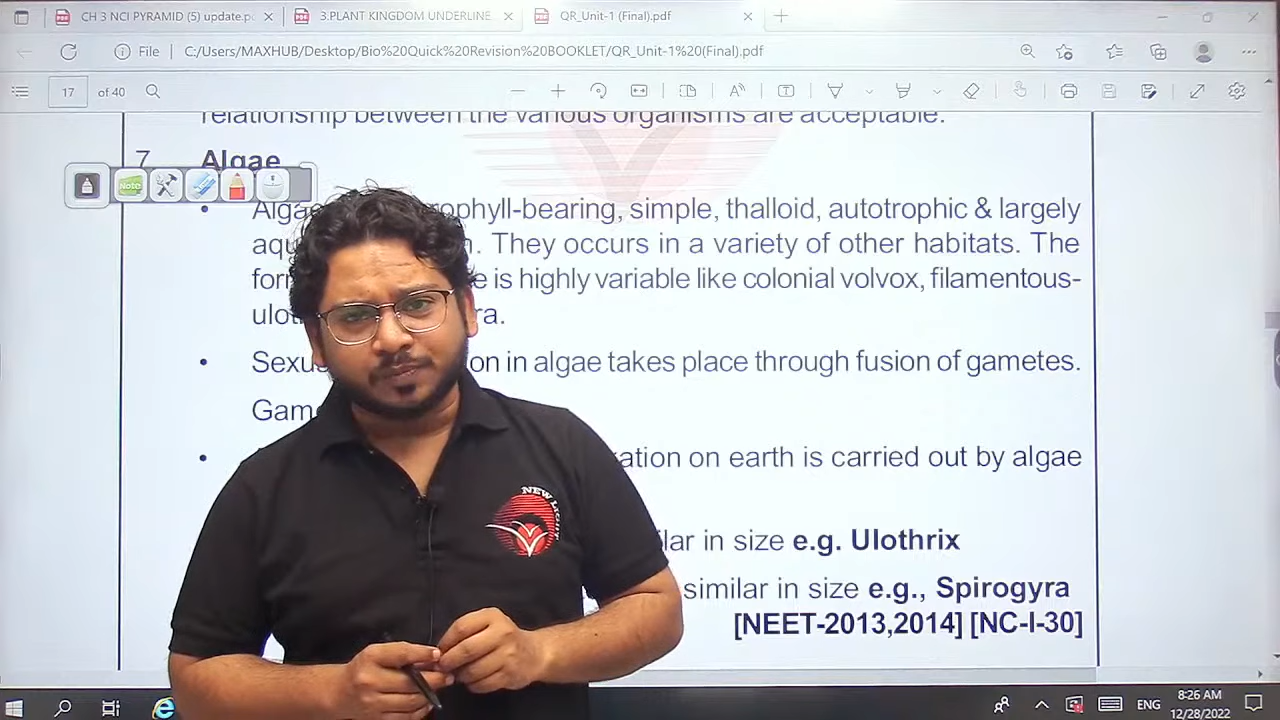 CH 3 NCI PYRAMID (5) update.p
3.PLANT KINGDOM UNDERLINE
QR_Unit-1 (Final).pdf
File C:/Users/MAXHUB/Desktop/Bio%20Quick%20Revision%20BOOKLET/QR_Unit-1%20(Final).pdf
17 of 40
relationship between the various organisms are acceptable.
7. Algae
Note
Algae rophyll-bearing, simple, thalloid, autotrophic & largely
aqu n. They occurs in a variety of other habitats. The
form e is highly variable like colonial volvox, filamentous-
ulot ra.
Sexu on in algae takes place through fusion of gametes.
Game
xation on earth is carried out by algae
ilar in size e.g. Ulothrix
similar in size e.g., Spirogyra
[NEET-2013,2014] [NC-I-30]
NEW LIGHT
ENG
8:26 AM
12/28/2022